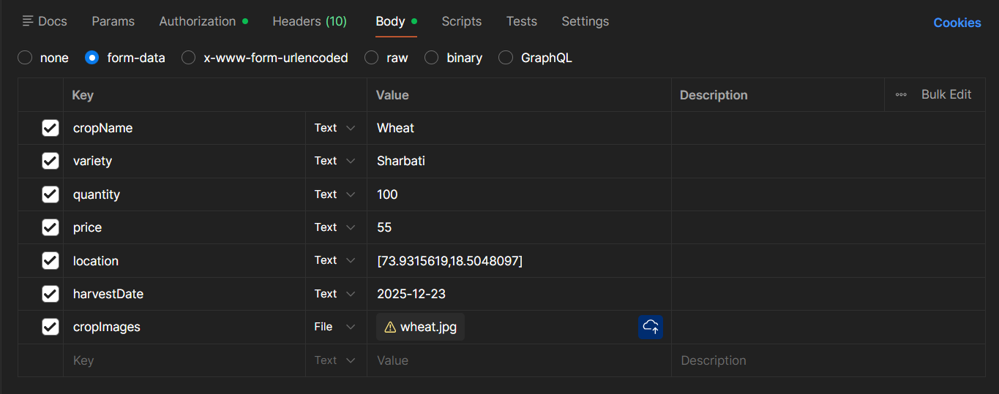 Docs Params Authorization Headers (10) Body Scripts Tests Settings Cookies
none form-data x-www-form-urlencoded raw binary GraphQL
Key Value Description Bulk Edit
cropName Text Wheat
variety Text Sharbati
quantity Text 100
price Text 55
location Text [73.9315619,18.5048097]
harvestDate Text 2025-12-23
cropImages File wheat.jpg
Key Text Value Description